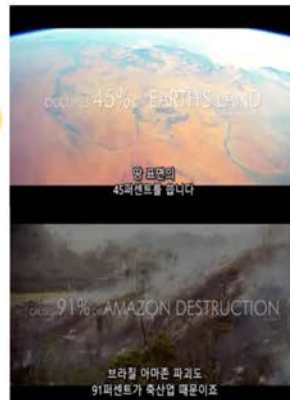 OCCUPIES 45% OF EARTH'S LAND
땅 표면의
45퍼센트를 씁니다
CAUSES 91% OF AMAZON DESTRUCTION
브라질 아마존 파괴도
91퍼센트가 축산업 때문이죠